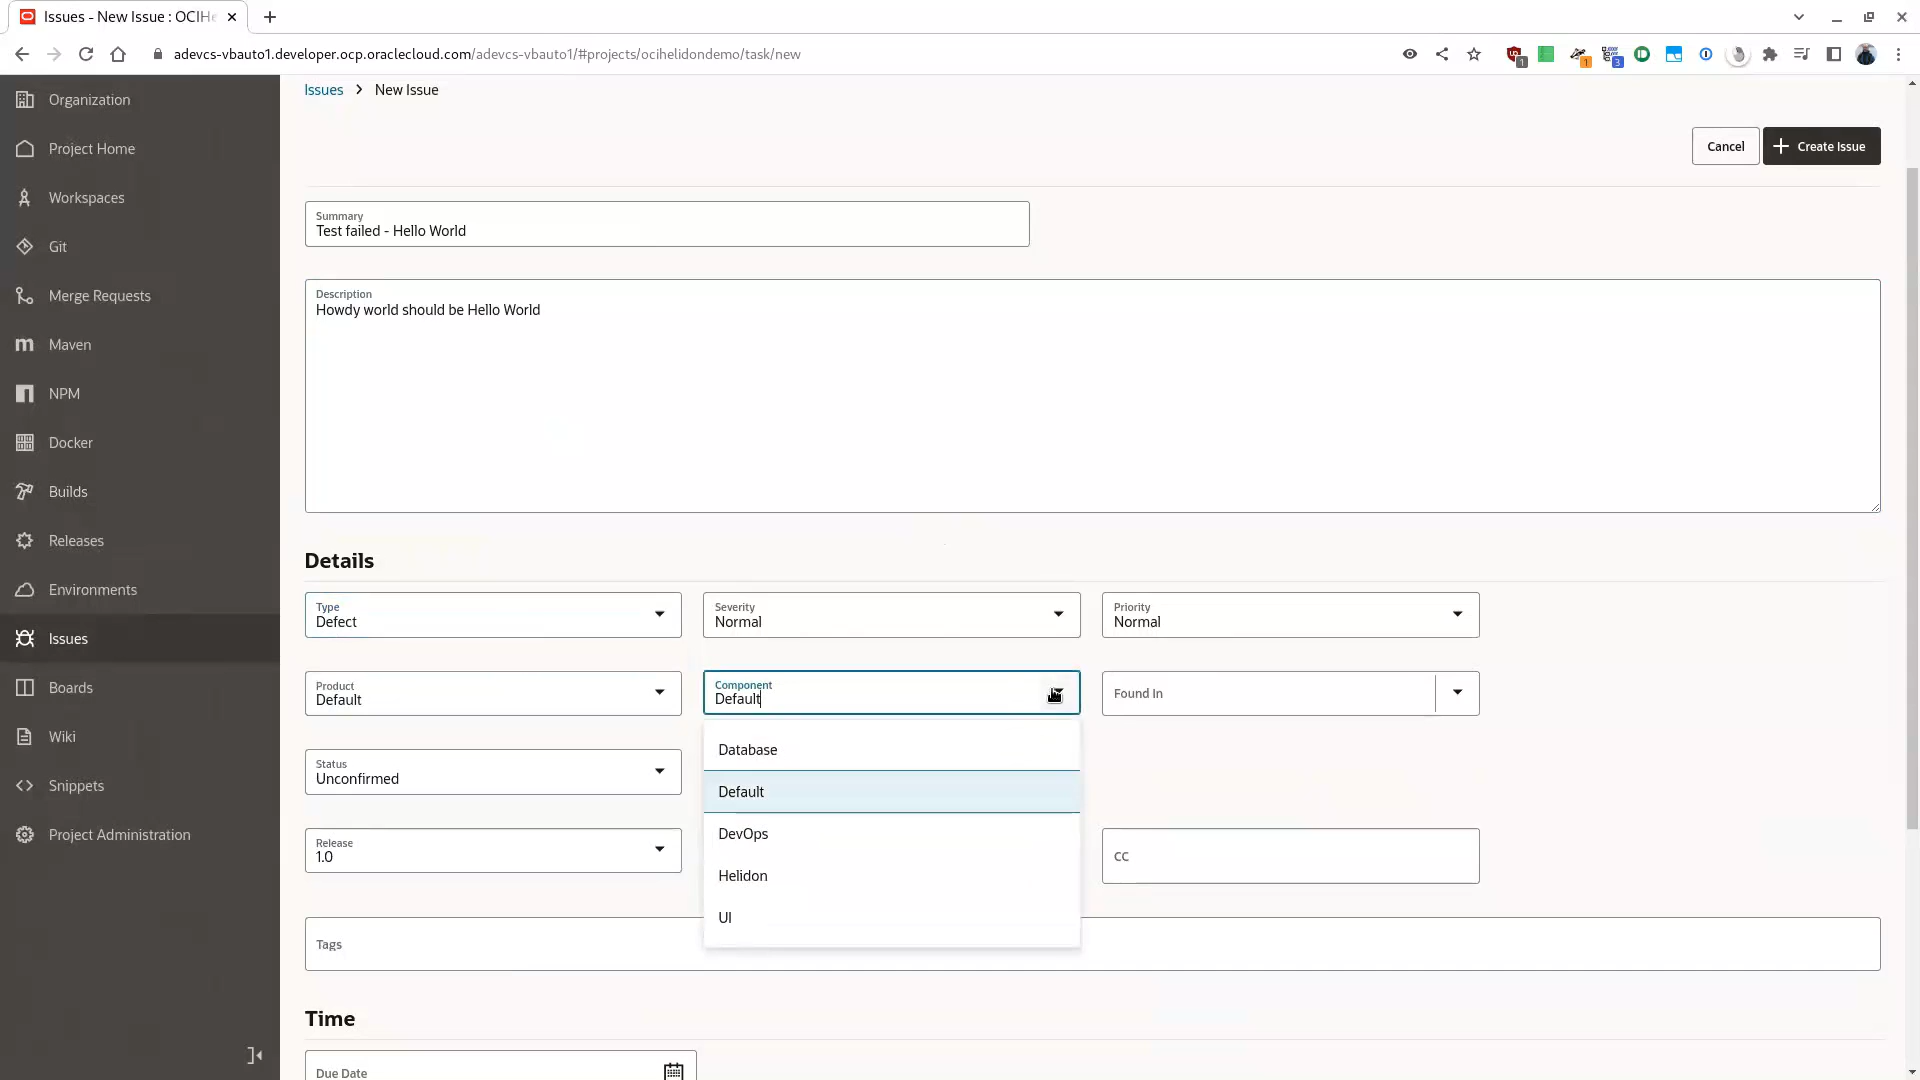 Issues - New Issue : OCIHe
adevcs-vbauto1.developer.ocp.oraclecloud.com/adevcs-vbauto1/#projects/ocihelidondemo/task/new
1
1
3
Organization
Project Home
Workspaces
Git
Merge Requests
Maven
NPM
Docker
Builds
Releases
Environments
Issues
Boards
Wiki
Snippets
Project Administration
Issues > New Issue
Cancel
Create Issue
Summary
Test failed - Hello World
Description
Howdy world should be Hello World
Details
Type
Defect
Severity
Normal
Priority
Normal
Product
Default
Component
Default
Found In
Database
Default
DevOps
Helidon
UI
Status
Unconfirmed
Release
1.0
CC
Tags
Time
Due Date